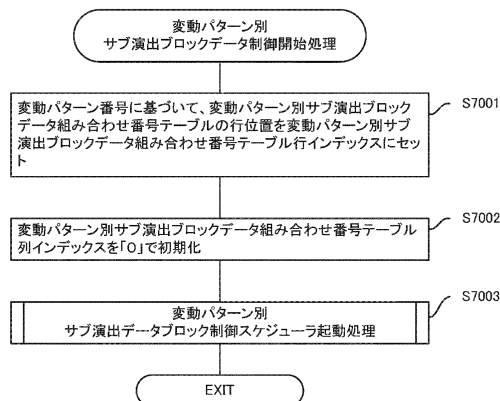 変動パターン別
サブ演出ブロックデータ制御開始処理
S7001
変動パターン番号に基づいて、変動パターン別サブ演出ブロック
データ組み合わせ番号テーブルの行位置を変動パターン別サブ
演出ブロックデータ組み合わせ番号テーブル行インデックスにセッ
ト
S7002
変動パターン別サブ演出ブロックデータ組み合わせ番号テーブル
列インデックスを「0」で初期化
S7003
変動パターン別
サブ演出データブロック制御スケジューラ起動処理
EXIT